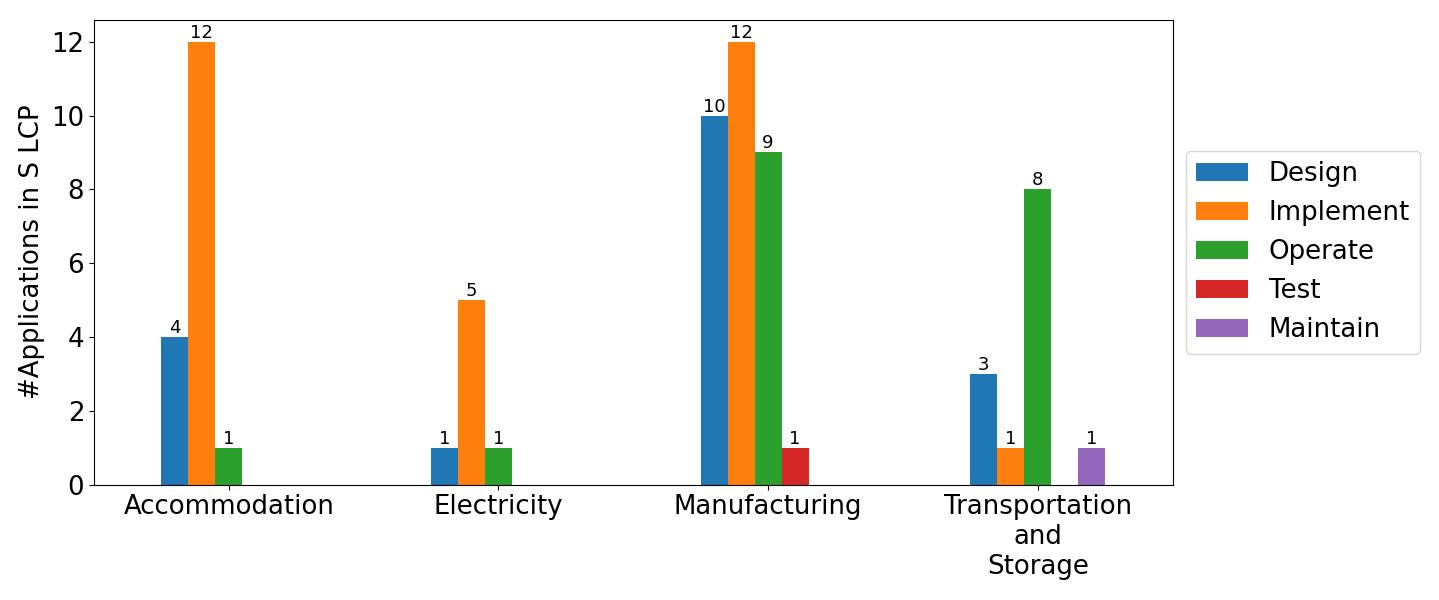 #Applications in S LCP
12
10
8
6
4
2
0
4
12
1
1
5
1
10
12
9
1
3
1
8
1
Accommodation
Electricity
Manufacturing
Transportation
and
Storage
Design
Implement
Operate
Test
Maintain